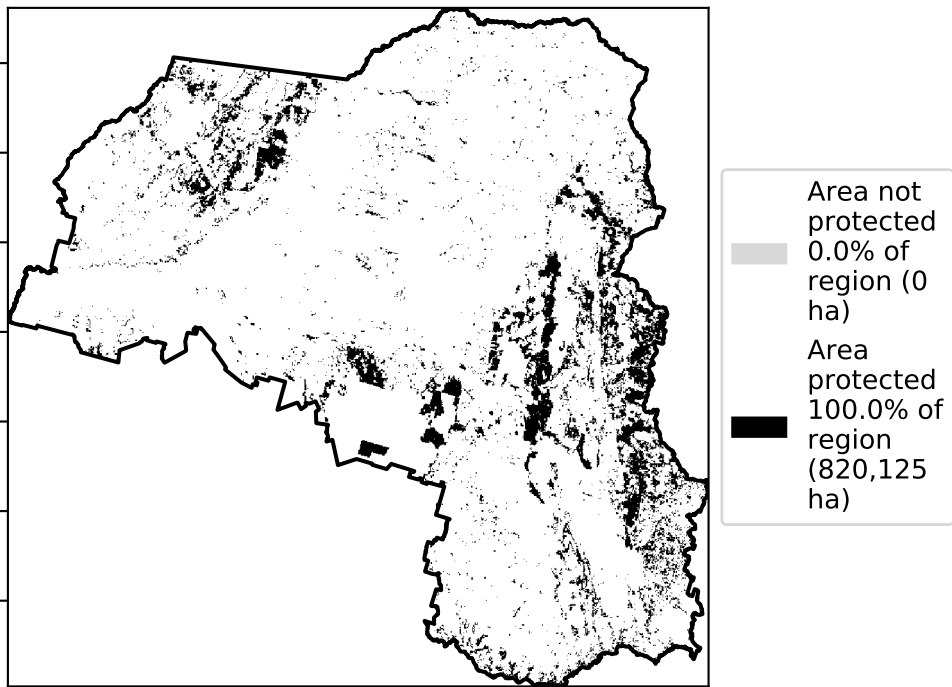 Area not
protected
0.0% of
region (0
ha)
Area
protected
100.0% of
region
(820,125
ha)